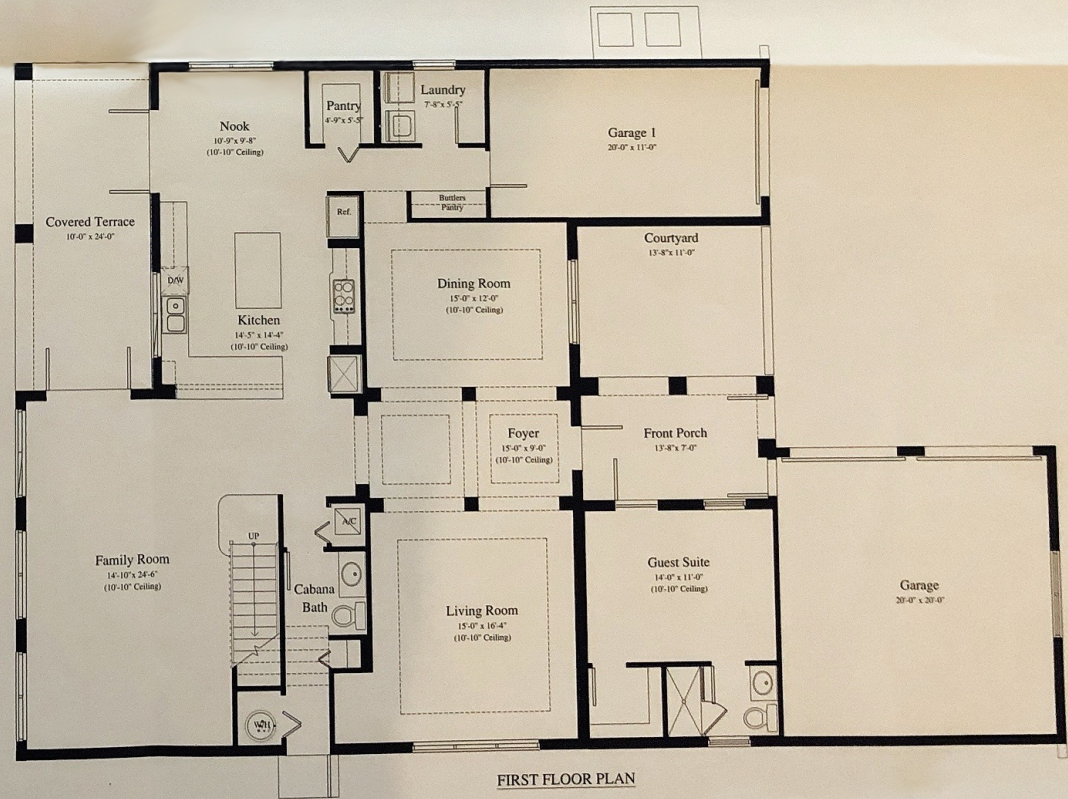 Laundry
7'-8"x 5'-5"
Pantry
4'-9"x 5'-5"
Nook
10'-9"x 9'-8"
(10'-10" Ceiling)
Garage 1
20'-0" x 11'-0"
Buttlers
Pantry
Ref.
Covered Terrace
10'-0" x 24'-0"
Courtyard
13'-8"x 11'-0"
D/W
Dining Room
15'-0" x 12'-0"
(10'-10" Ceiling)
Kitchen
14'-5" x 14'-4"
(10'-10" Ceiling)
Foyer
15'-0" x 9'-0"
(10'-10" Ceiling)
Front Porch
13'-8"x 7'-0"
A/C
UP
Family Room
14'-10"x 24'-6"
(10'-10" Ceiling)
Cabana
Bath
Guest Suite
14'-0" x 11'-0"
(10'-10" Ceiling)
Living Room
15'-0" x 16'-4"
(10'-10" Ceiling)
Garage
20'-0" x 20'-0"
W/H
FIRST FLOOR PLAN